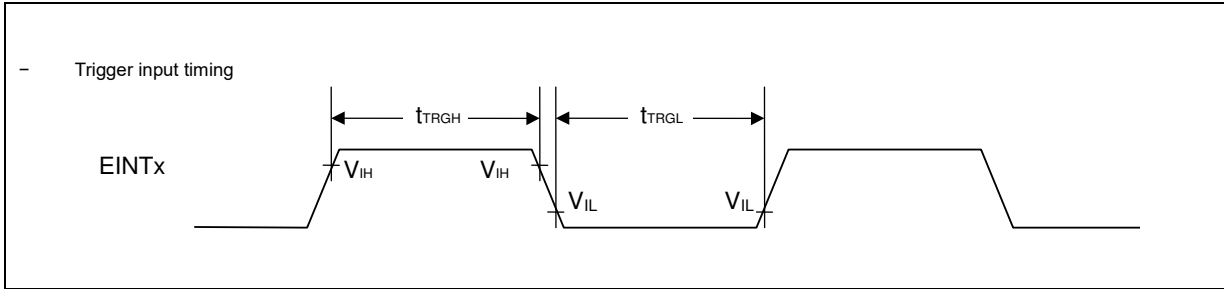 – Trigger input timing
tTRGH tTRGL
EINTx
VIH VIH
VIL VIL